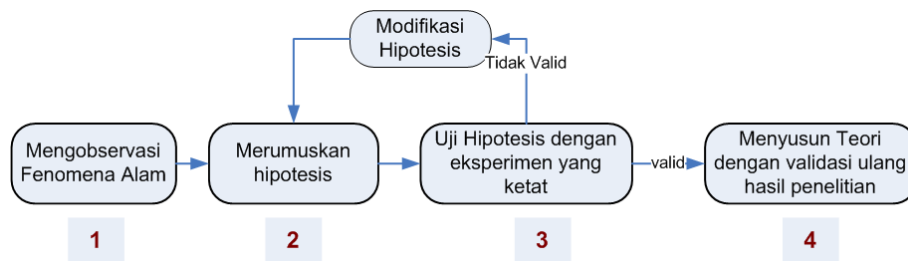 Modifikasi
Hipotesis
Tidak Valid
Mengobservasi
Fenomena Alam
Merumuskan
hipotesis
Uji Hipotesis dengan
eksperimen yang
ketat
valid
Menyusun Teori
dengan validasi ulang
hasil penelitian
1
2
3
4